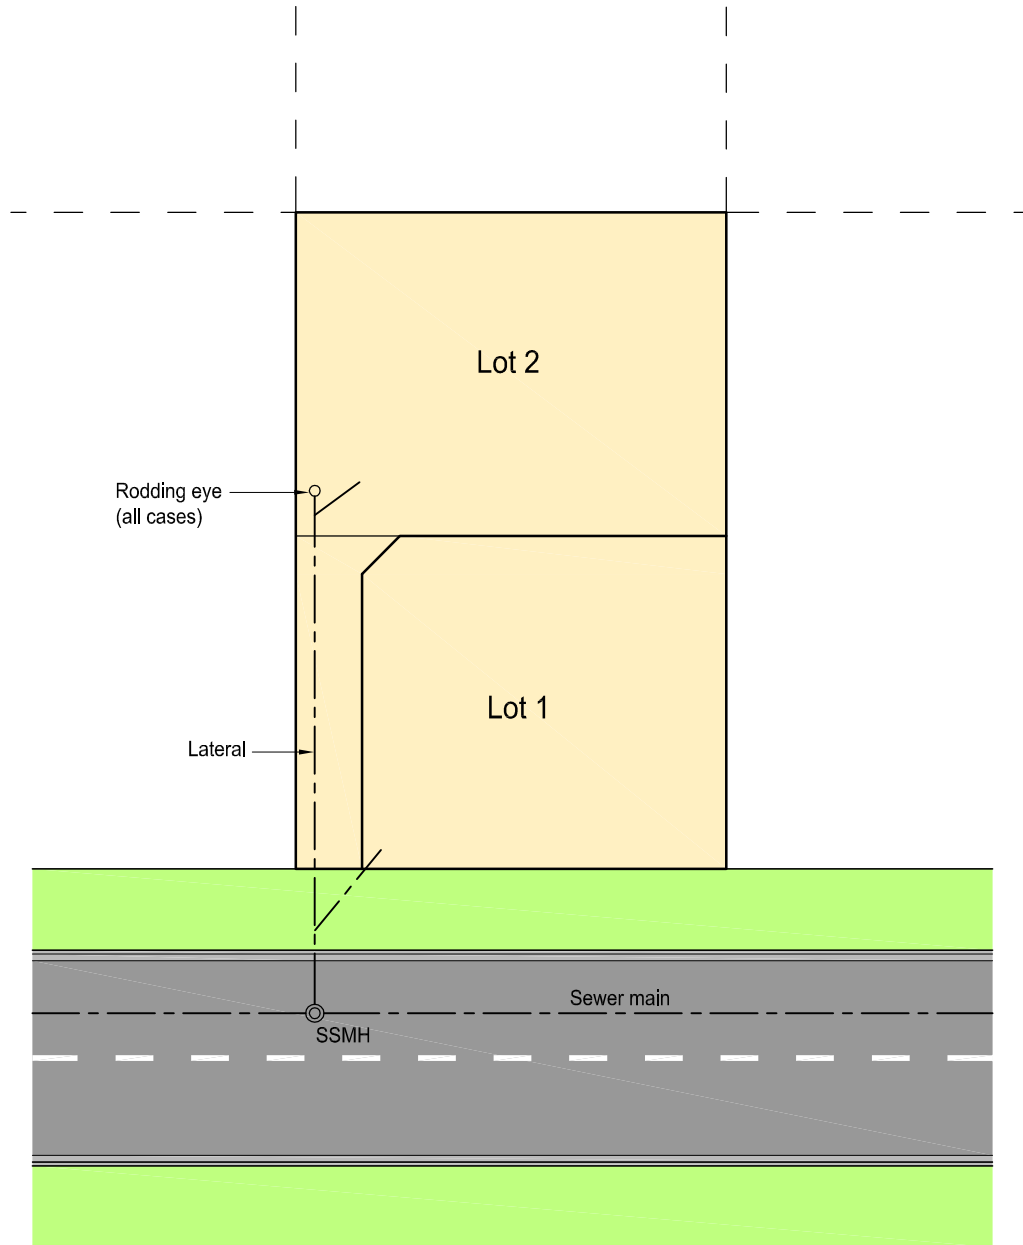 Lot 2
Rodding eye
(all cases)
Lot 1
Lateral
Sewer main
SSMH